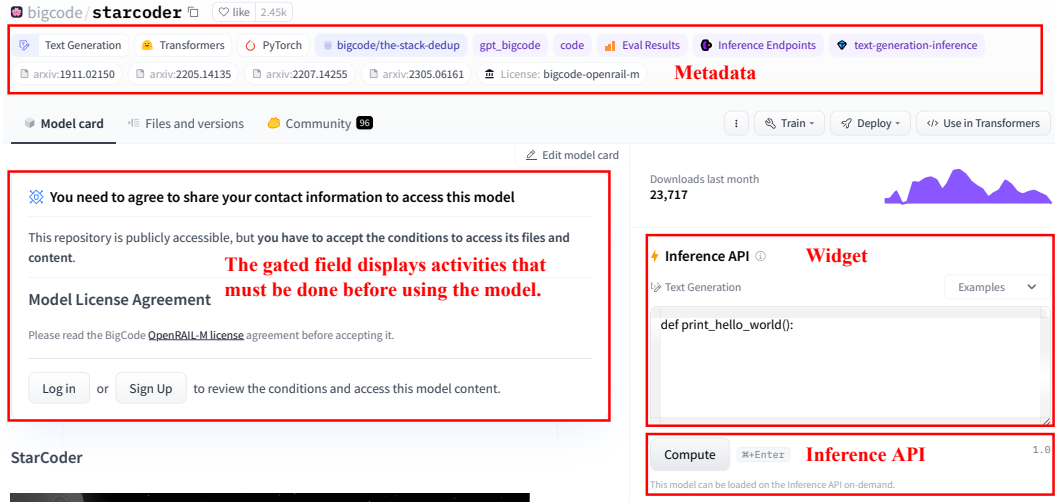 bigcode/starcoder like 2.45k
Text Generation Transformers PyTorch bigcode/the-stack-dedup gpt_bigcode code Eval Results Inference Endpoints text-generation-inference
arxiv:1911.02150 arxiv:2205.14135 arxiv:2207.14255 arxiv:2305.06161 License: bigcode-openrail-m Metadata
Model card Files and versions Community 96 Train Deploy </> Use in Transformers
Edit model card
You need to agree to share your contact information to access this model
This repository is publicly accessible, but you have to accept the conditions to access its files and
content.
The gated field displays activities that
must be done before using the model.
Model License Agreement
Please read the BigCode OpenRAIL-M license agreement before accepting it.
Log in or Sign Up to review the conditions and access this model content.
StarCoder
Downloads last month
23,717
Inference API Widget
Text Generation Examples
def print_hello_world():
Compute ⌘+Enter Inference API 1.0
This model can be loaded on the Inference API on-demand.